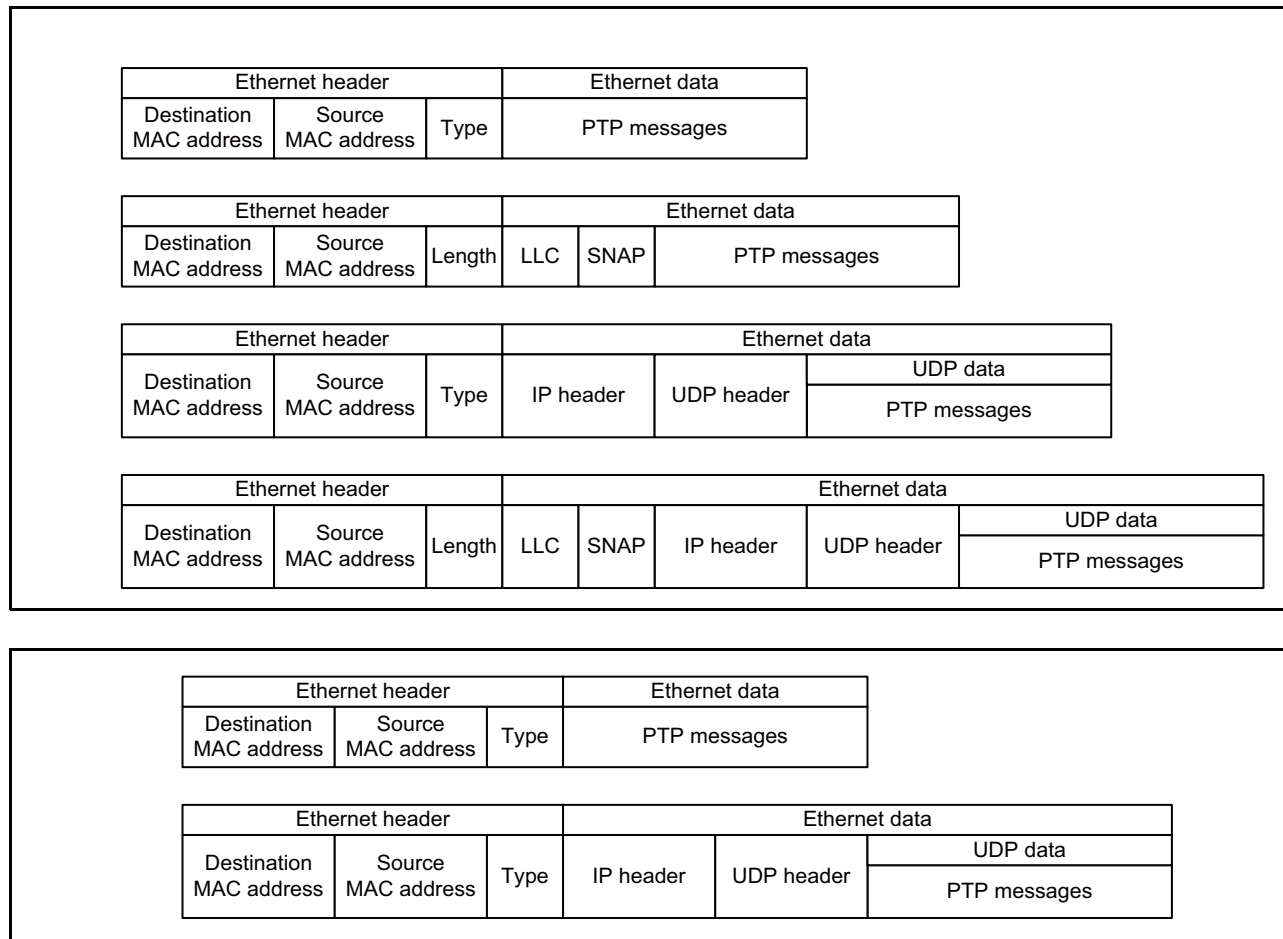 Ethernet header Ethernet data
Destination MAC address Source MAC address Type PTP messages
Ethernet header Ethernet data
Destination MAC address Source MAC address Length LLC SNAP PTP messages
Ethernet header Ethernet data
Destination MAC address Source MAC address Type IP header UDP header UDP data
PTP messages
Ethernet header Ethernet data
Destination MAC address Source MAC address Length LLC SNAP IP header UDP header UDP data
PTP messages
Ethernet header Ethernet data
Destination MAC address Source MAC address Type PTP messages
Ethernet header Ethernet data
Destination MAC address Source MAC address Type IP header UDP header UDP data
PTP messages